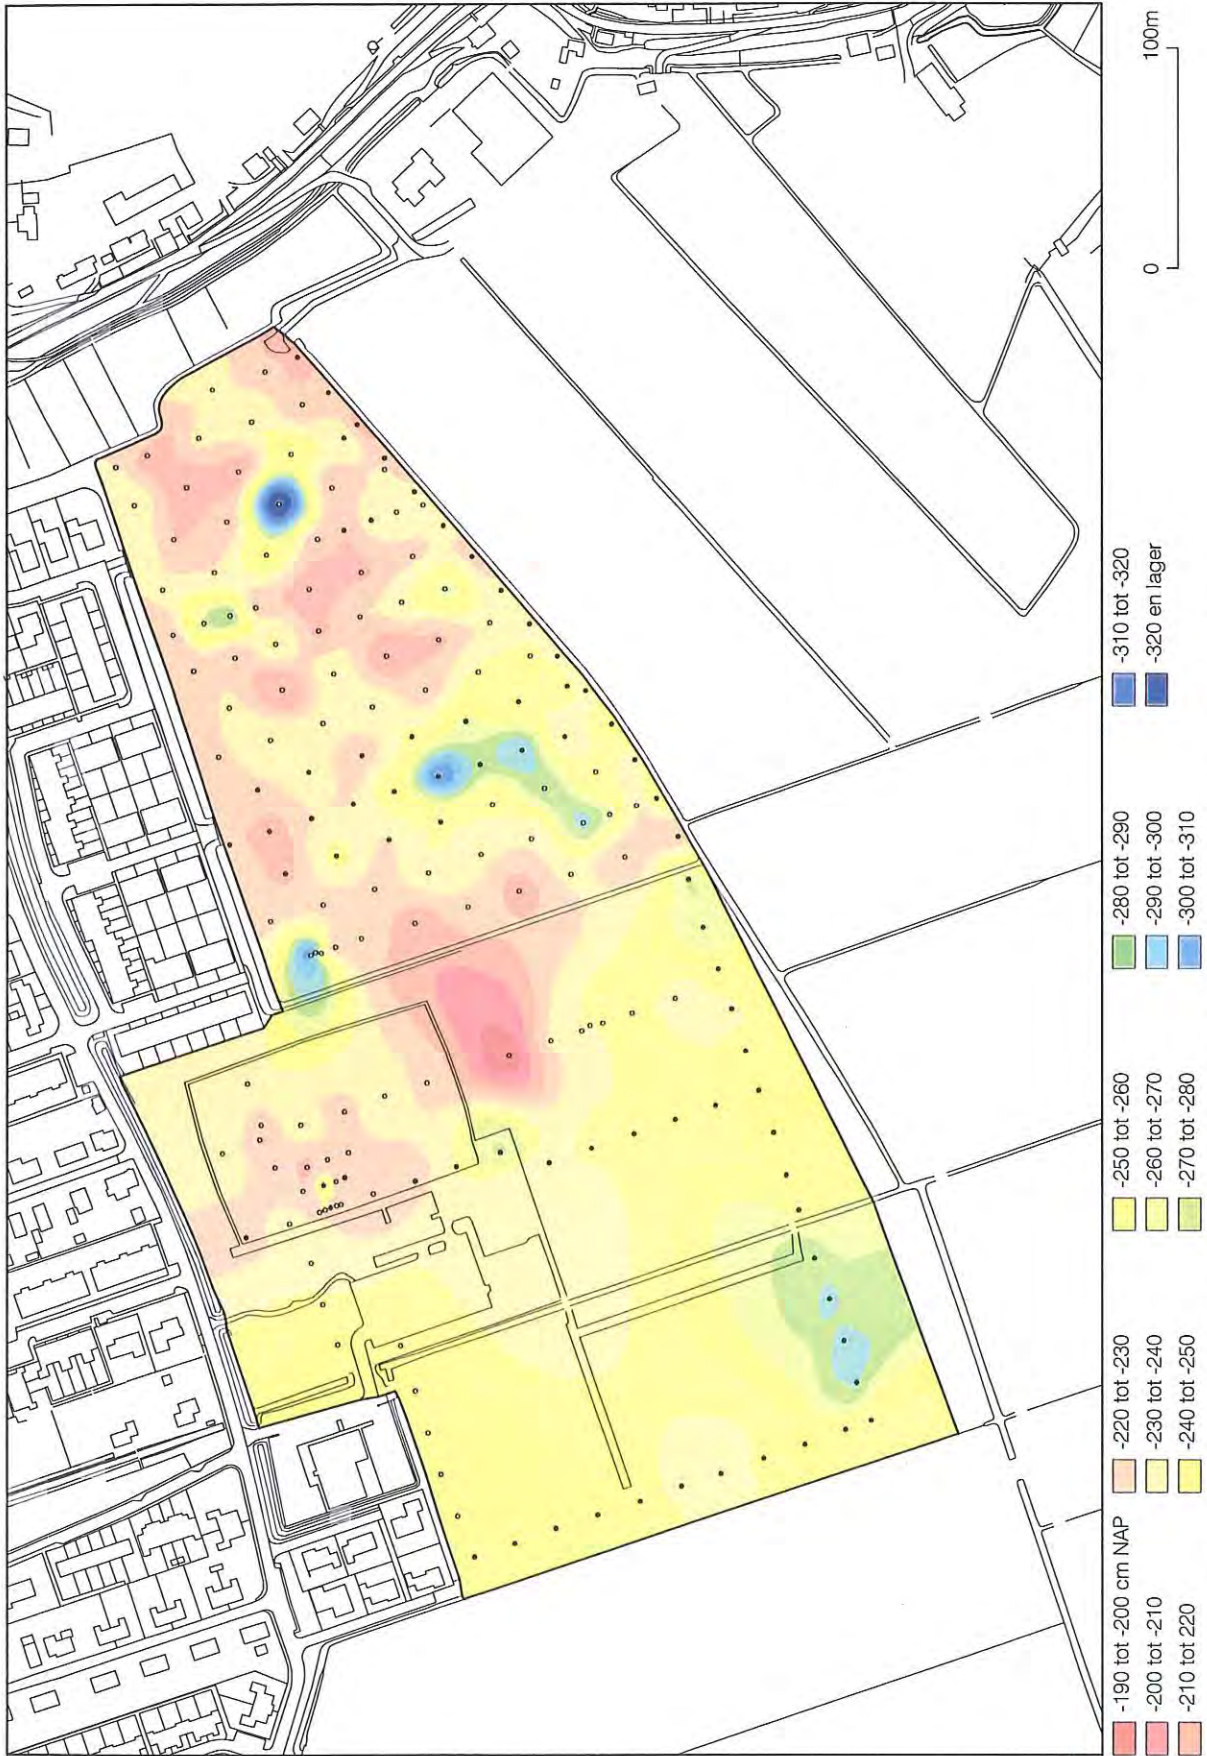 -190 tot -200 cm NAP
-200 tot -210
-210 tot 220
-220 tot -230
-230 tot -240
-240 tot -250
-250 tot -260
-260 tot -270
-270 tot -280
-280 tot -290
-290 tot -300
-300 tot -310
-310 tot -320
-320 en lager
0 100m